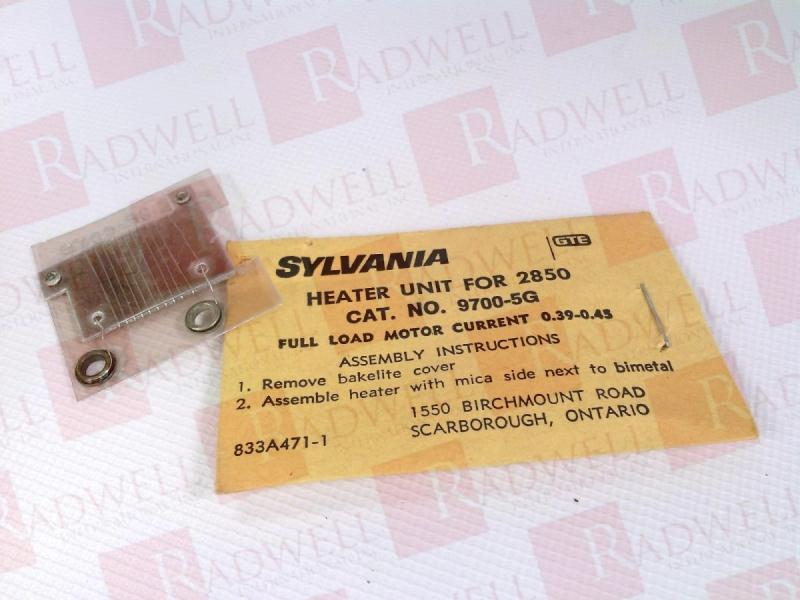 SYLVANIA
GTE
HEATER UNIT FOR 2850
CAT. NO. 9700-5G
FULL LOAD MOTOR CURRENT 0.39-0.45
ASSEMBLY INSTRUCTIONS
1. Remove bakelite cover
2. Assemble heater with mica side next to bimetal
1550 BIRCHMOUNT ROAD
SCARBOROUGH, ONTARIO
833A471-1
RADWELL
INTERNATIONAL, INC